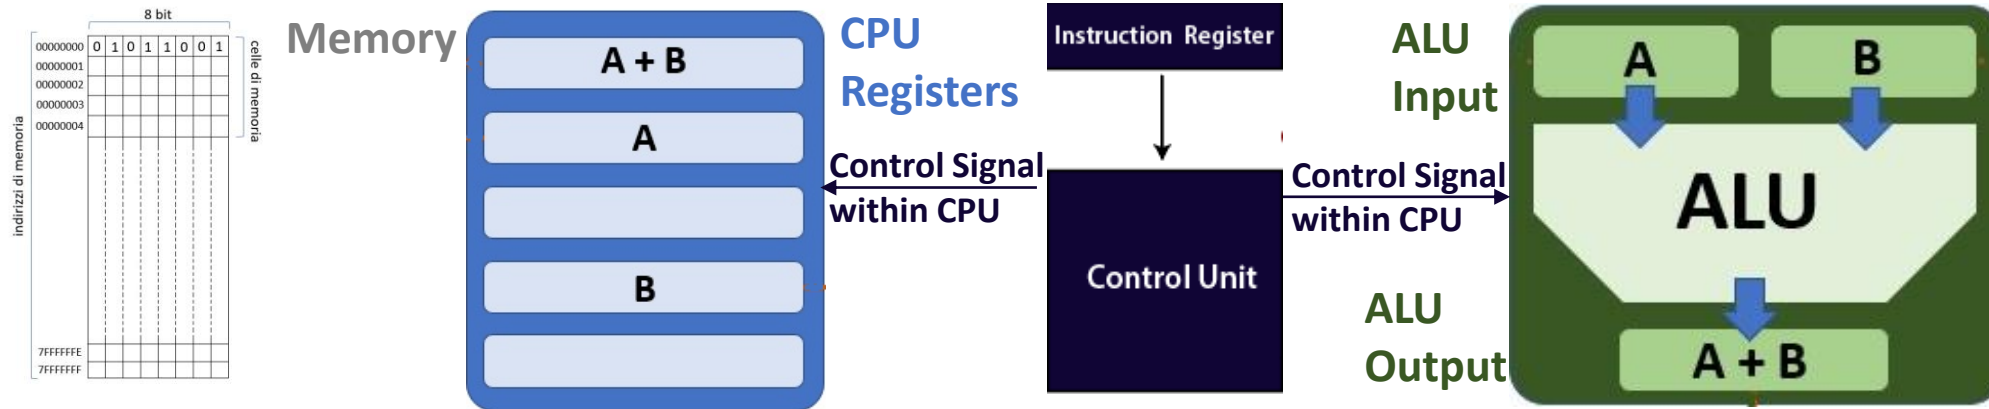 8 bit
00000000 0 1 0 1 1 0 0 1
00000001
00000002
00000003
00000004
7FFFFFFE
7FFFFFFF
indirizzi di memoria
celle di memoria
Memory
A + B
A
B
CPU
Registers
Control Signal
within CPU
Instruction Register
Control Unit
Control Signal
within CPU
ALU
Input
A
B
ALU
ALU
Output
A + B